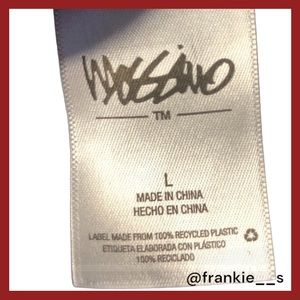 Mossimo
TM
L
MADE IN CHINA
HECHO EN CHINA
LABEL MADE FROM 100% RECYCLED PLASTIC
ETIQUETA ELABORADA CON PLÁSTICO
100% RECICLADO
@frankie__s